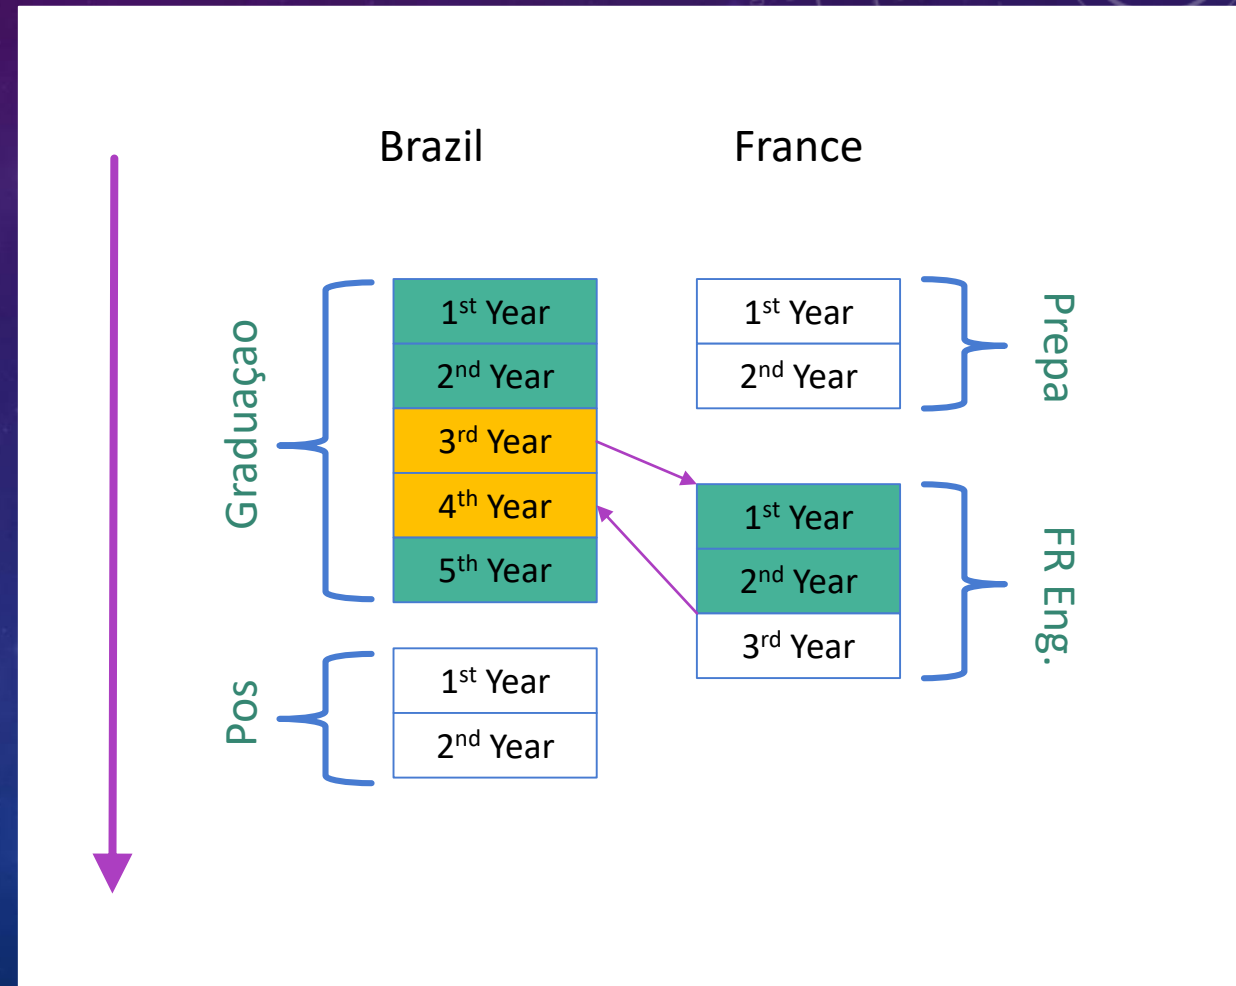 Brazil
France
Graduaçao
1st Year
2nd Year
3rd Year
4th Year
5th Year
Pos
1st Year
2nd Year
1st Year
2nd Year
Prepa
1st Year
2nd Year
3rd Year
FR Eng.